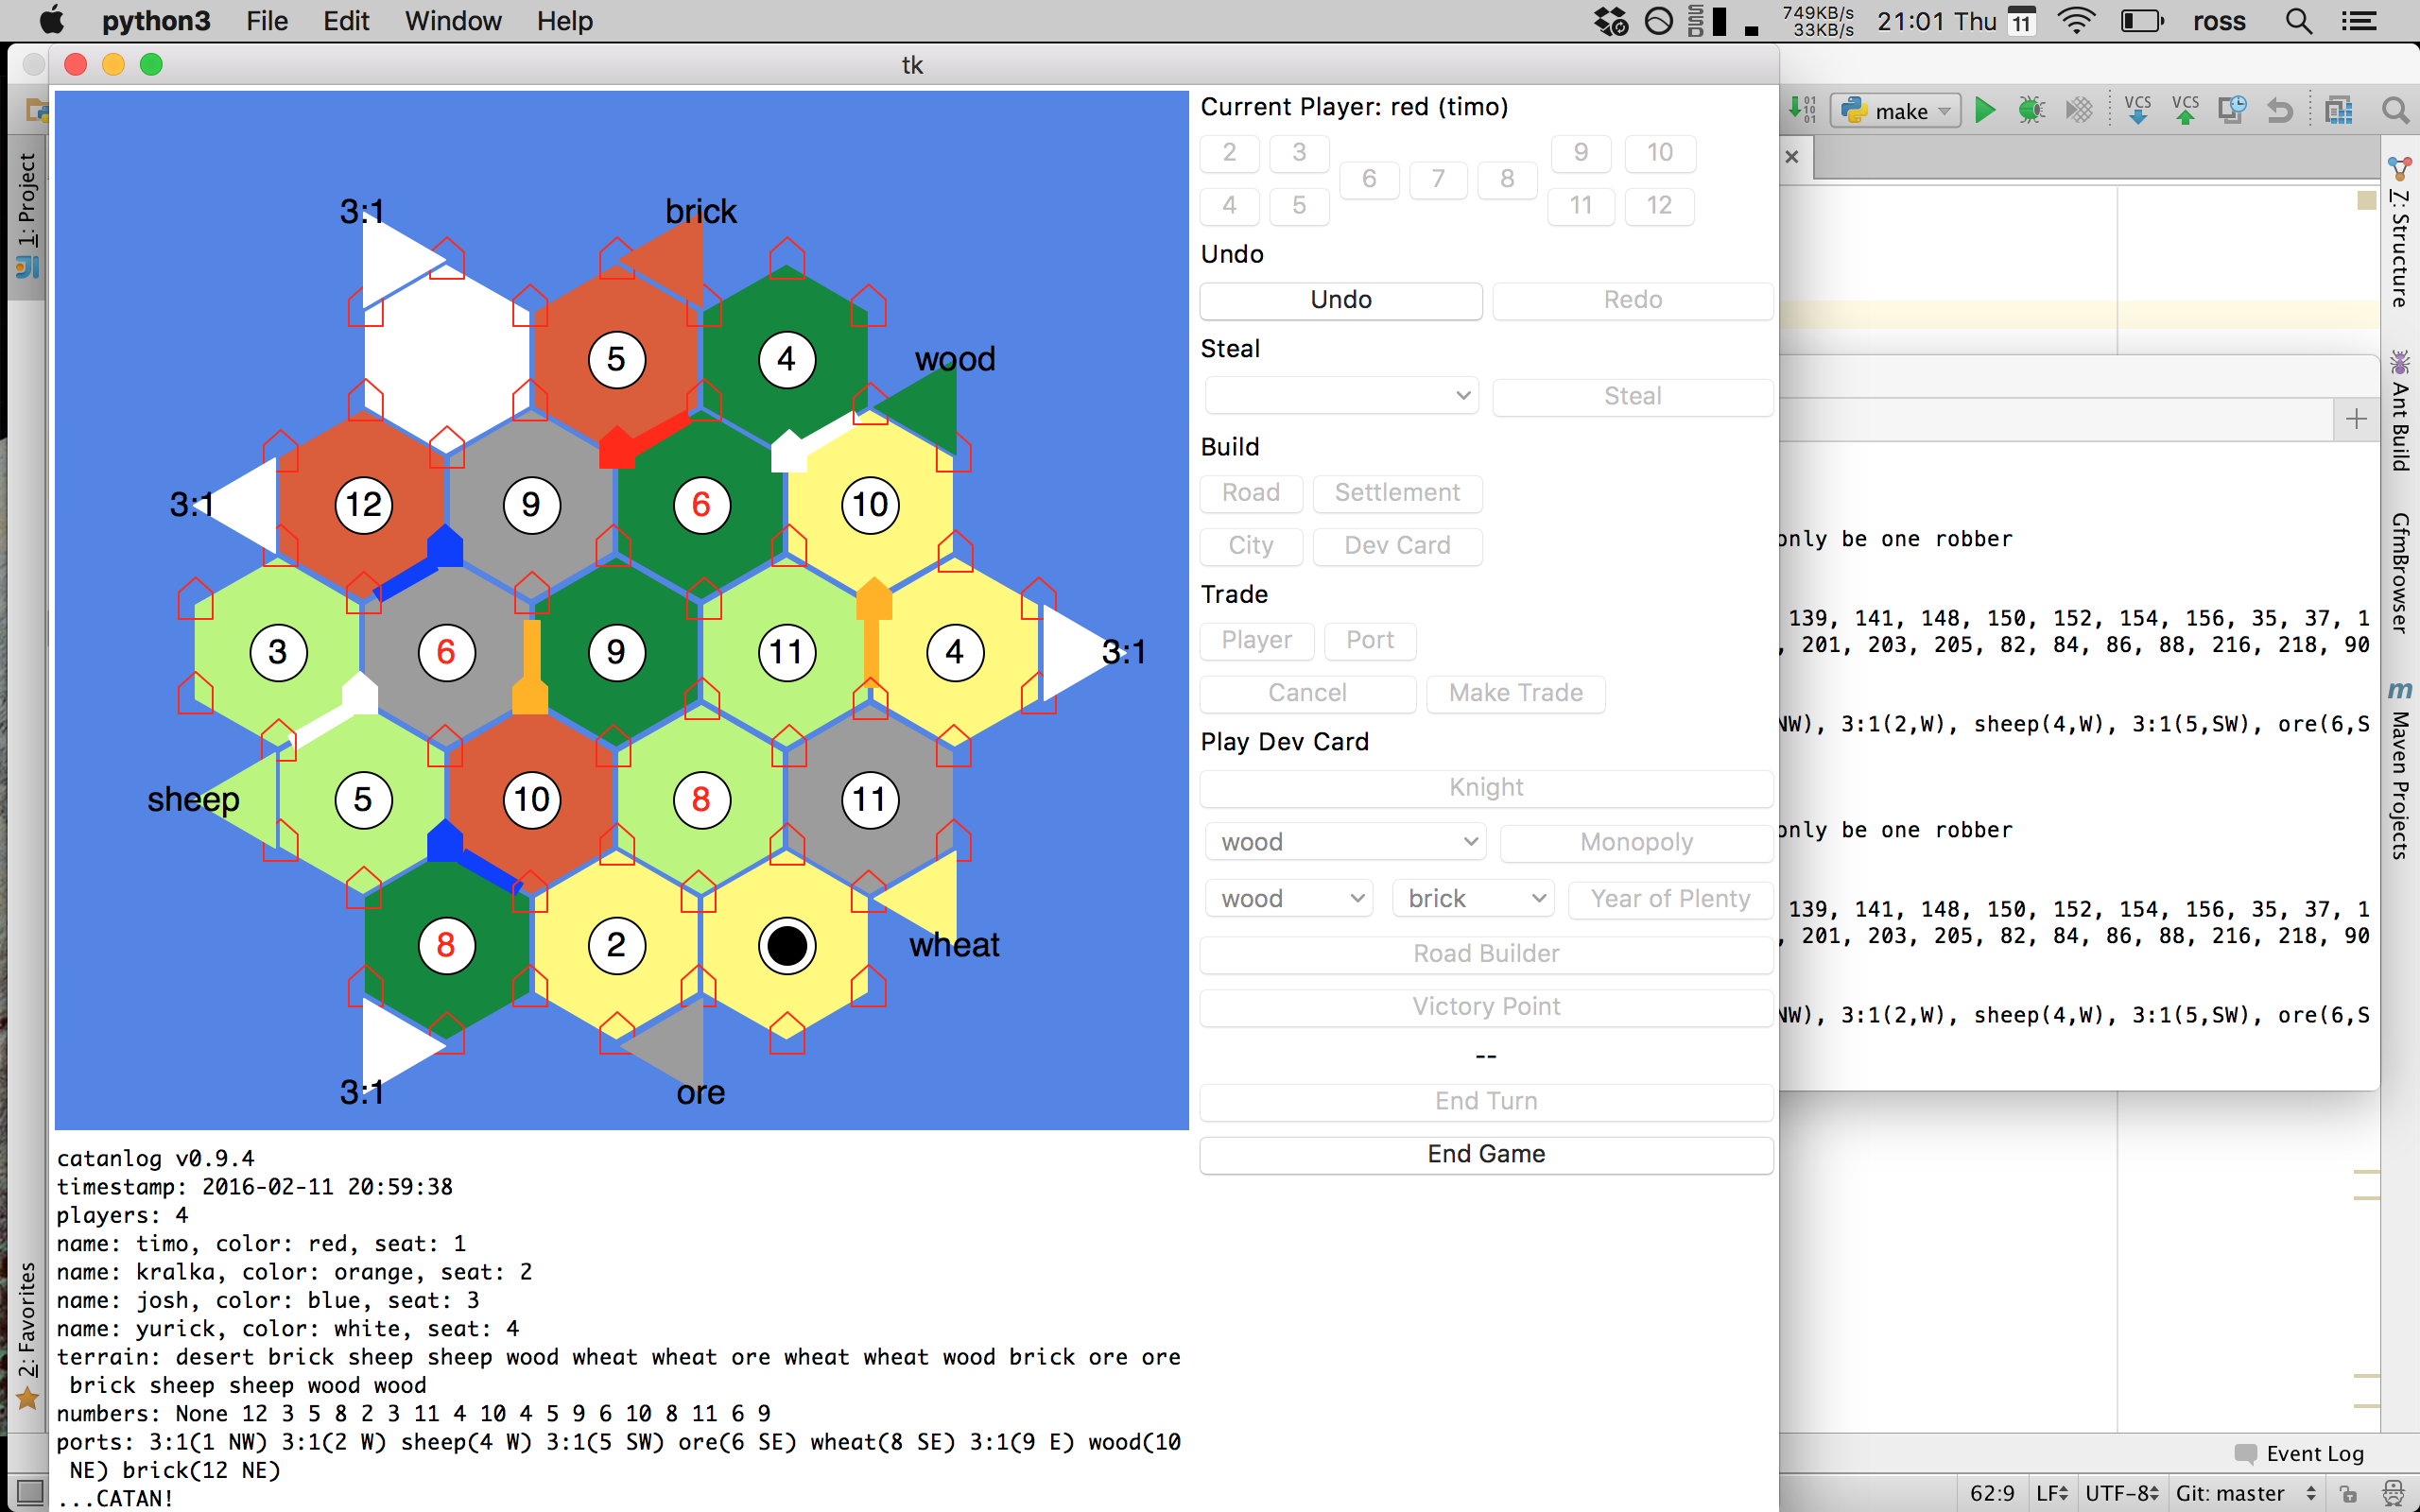 python3 File Edit Window Help
749KB/s
33KB/s
21:01 Thu 11 ross
tk
make
VCS VCS
1: Project
2: Favorites
7: Structure
Ant Build
GfmBrowser
Maven Projects
3:1 brick
5 4 wood
3:1 12 9 6 10
3 6 9 11 4 3:1
sheep 5 10 8 11
8 2 wheat
3:1 ore
Current Player: red (timo)
2 3 9 10
6 7 8
4 5 11 12
Undo
Undo Redo
Steal
Steal
Build
Road Settlement
City Dev Card
Trade
Player Port
Cancel Make Trade
Play Dev Card
Knight
wood Monopoly
wood brick Year of Plenty
Road Builder
Victory Point
--
End Turn
End Game
only be one robber
139, 141, 148, 150, 152, 154, 156, 35, 37, 1
, 201, 203, 205, 82, 84, 86, 88, 216, 218, 90
NW), 3:1(2,W), sheep(4,W), 3:1(5,SW), ore(6,S
only be one robber
139, 141, 148, 150, 152, 154, 156, 35, 37, 1
, 201, 203, 205, 82, 84, 86, 88, 216, 218, 90
NW), 3:1(2,W), sheep(4,W), 3:1(5,SW), ore(6,S
catanlog v0.9.4
timestamp: 2016-02-11 20:59:38
players: 4
name: timo, color: red, seat: 1
name: kralka, color: orange, seat: 2
name: josh, color: blue, seat: 3
name: yurick, color: white, seat: 4
terrain: desert brick sheep sheep wood wheat wheat ore wheat wheat wood brick ore ore
brick sheep sheep wood wood
numbers: None 12 3 5 8 2 3 11 4 10 4 5 9 6 10 8 11 6 9
ports: 3:1(1 NW) 3:1(2 W) sheep(4 W) 3:1(5 SW) ore(6 SE) wheat(8 SE) 3:1(9 E) wood(10
NE) brick(12 NE)
...CATAN!
Event Log
62:9 LF UTF-8 Git: master